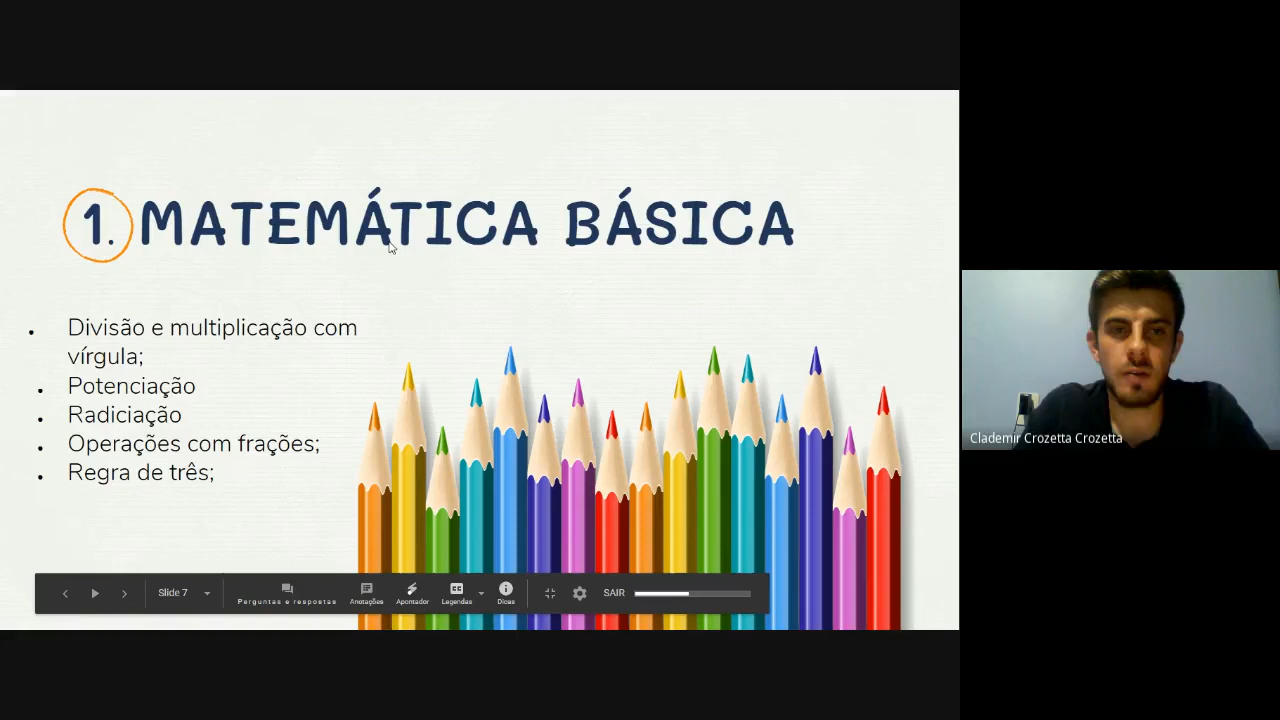 1. MATEMÁTICA BÁSICA
Divisão e multiplicação com
vírgula;
Potenciação
Radiciação
Operações com frações;
Regra de três;
Slide 7
Perguntas e respostas
Anotações
Apontador
Legendas
Dicas
SAIR
Clademir Crozetta Crozetta